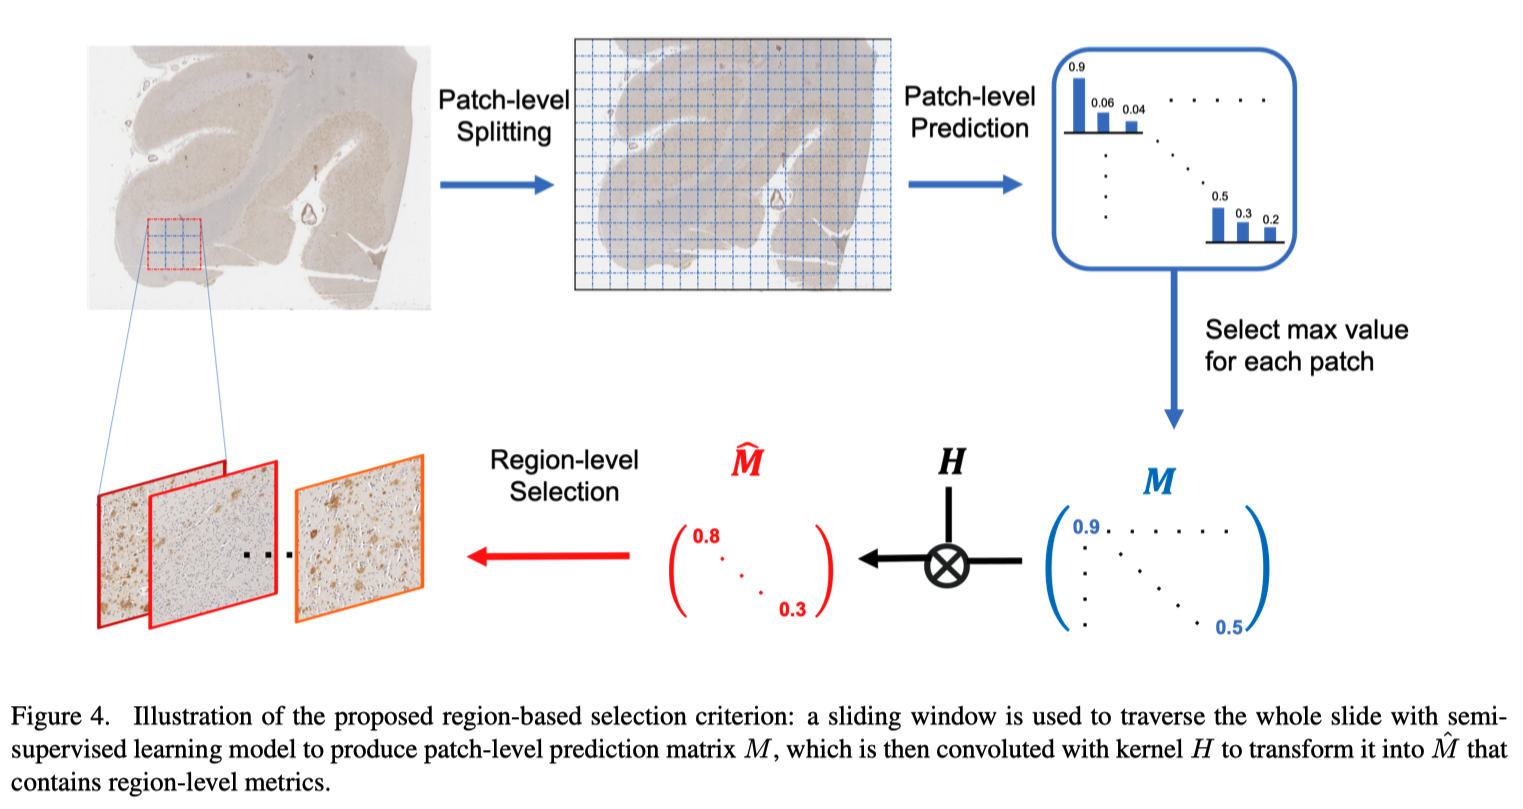 Patch-level
Splitting
Patch-level
Prediction
0.9
0.06
0.04
0.5
0.3
0.2
Select max value
for each patch
Region-level
Selection
M̂
0.8
0.3
H
M
0.9
0.5
Figure 4. Illustration of the proposed region-based selection criterion: a sliding window is used to traverse the whole slide with semi-
supervised learning model to produce patch-level prediction matrix M, which is then convoluted with kernel H to transform it into M̂ that
contains region-level metrics.